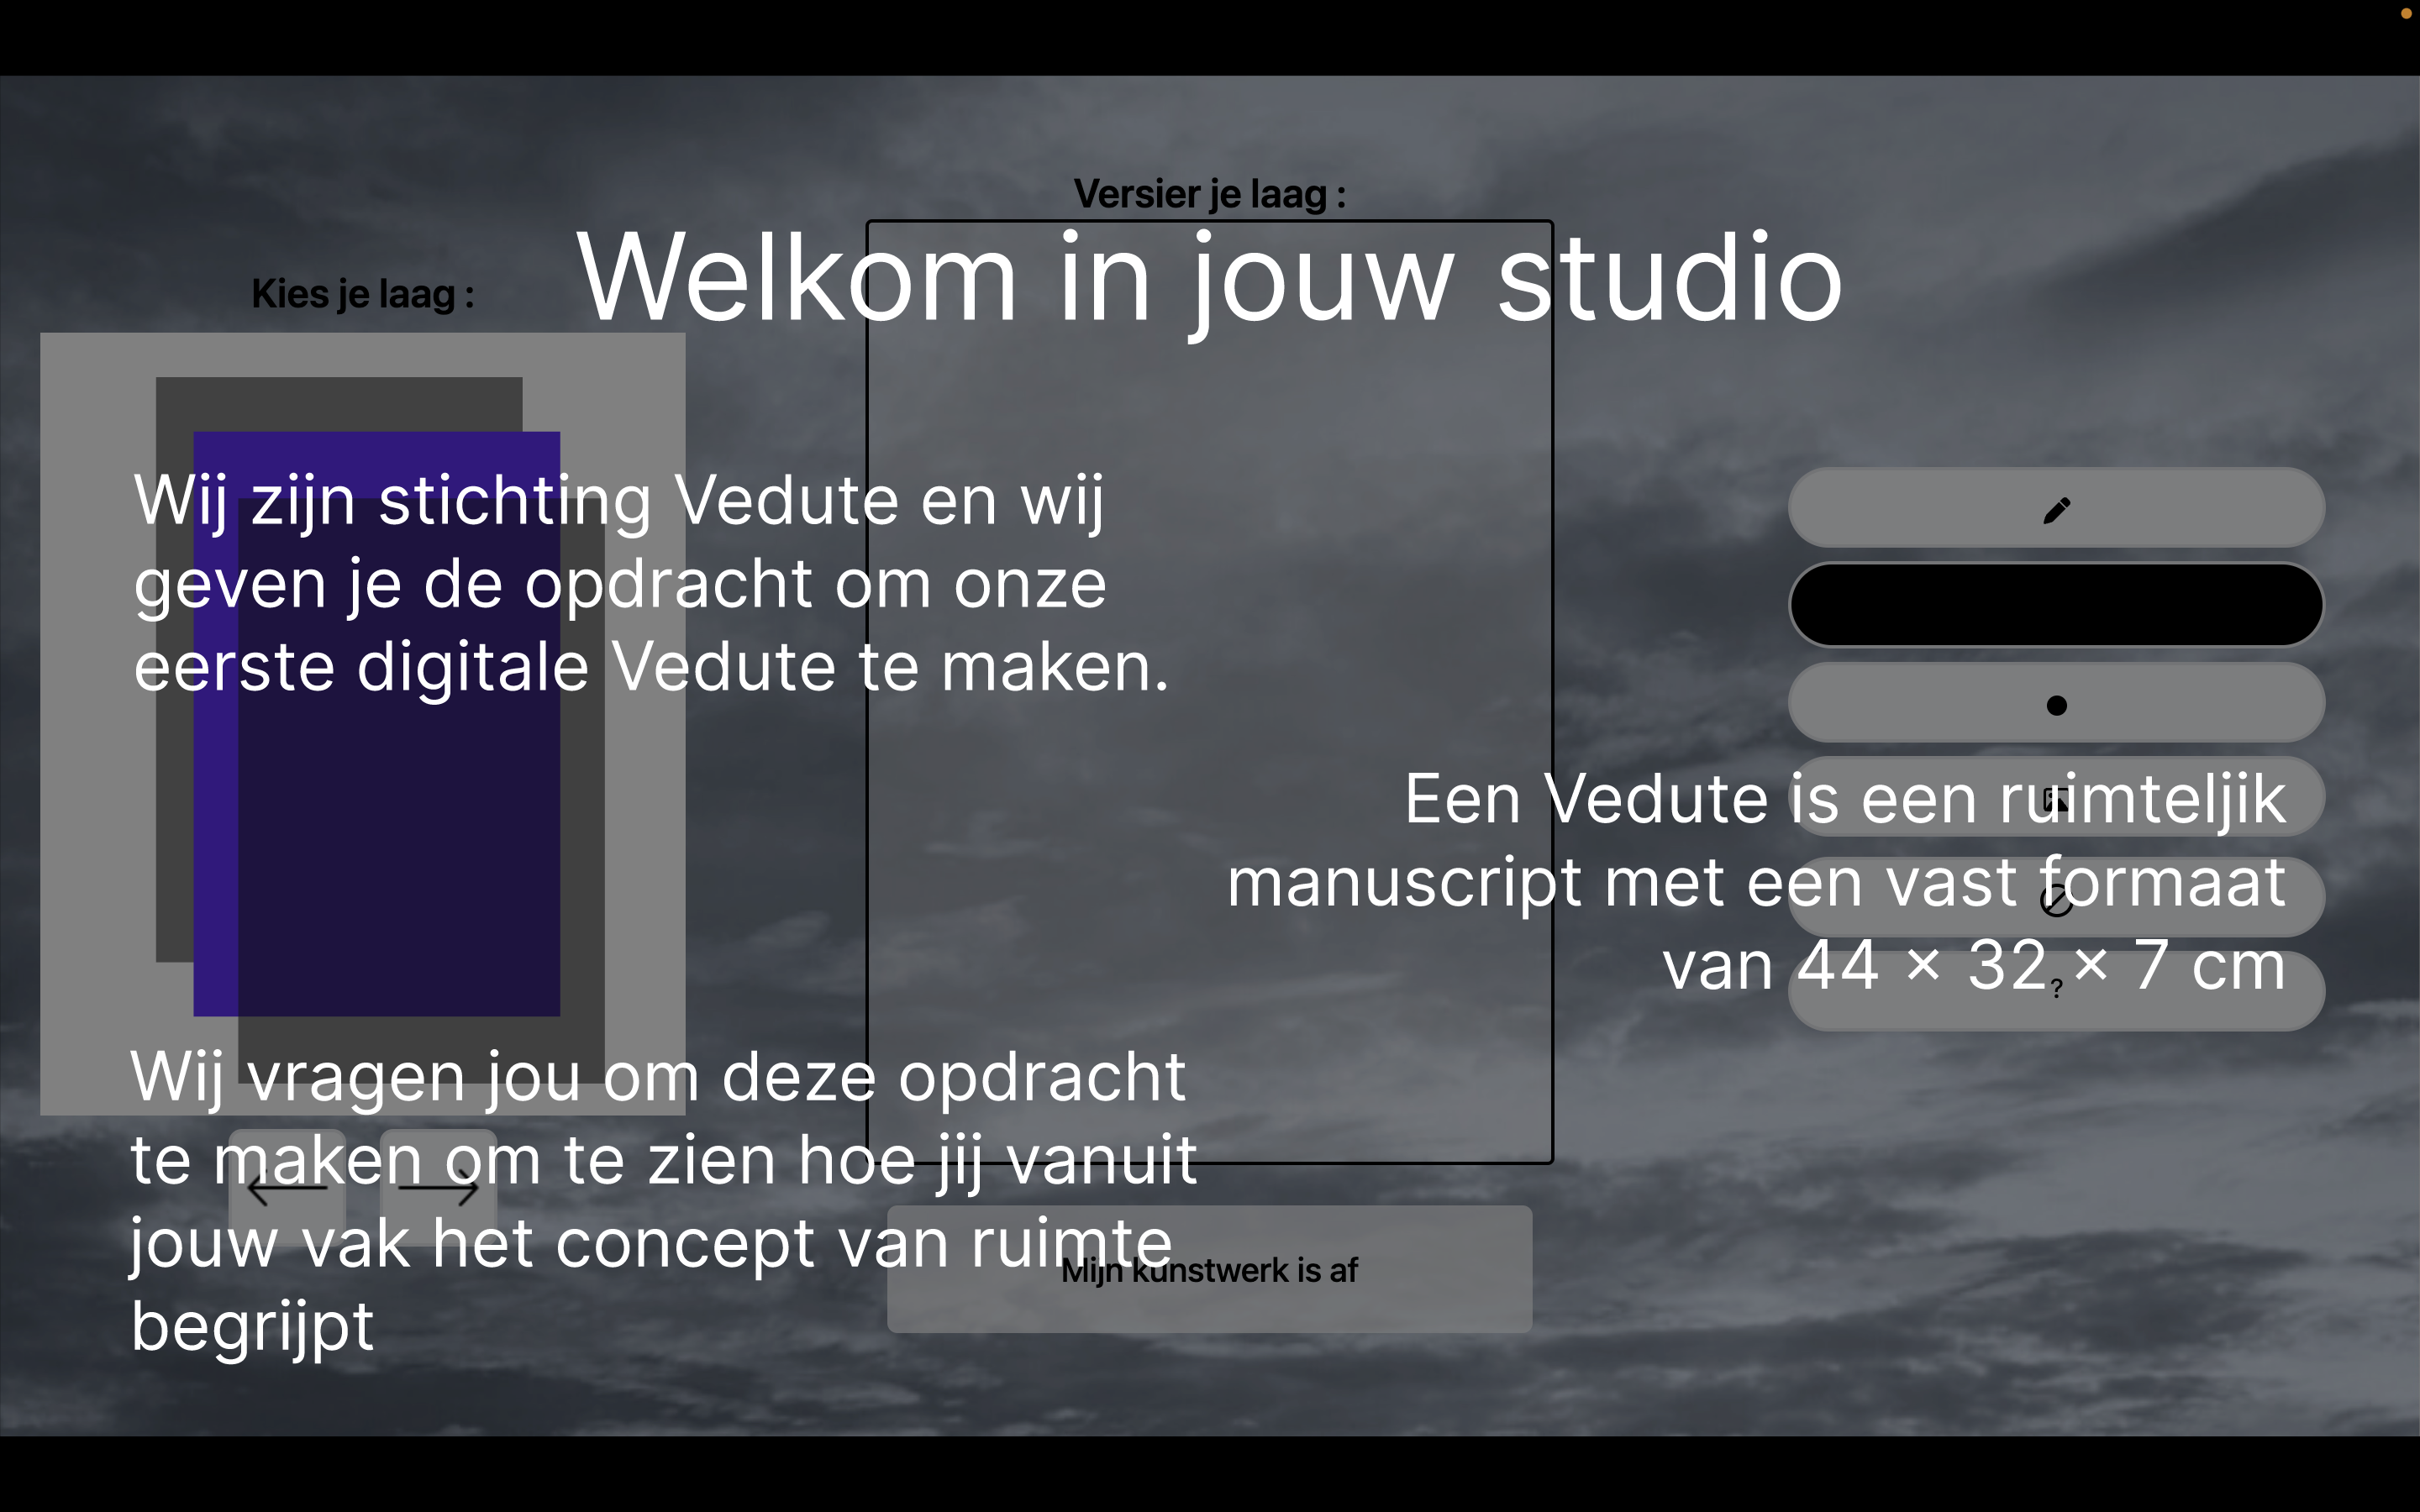 Versier je laag :
Welkom in jouw studio
Kies je laag :
Wij zijn stichting Vedute en wij
geven je de opdracht om onze
eerste digitale Vedute te maken.
Een Vedute is een ruimteljik
manuscript met een vast formaat
van 44 × 32 × 7 cm
?
Wij vragen jou om deze opdracht
te maken om te zien hoe jij vanuit
jouw vak het concept van ruimte
begrijpt
Mijn kunstwerk is af